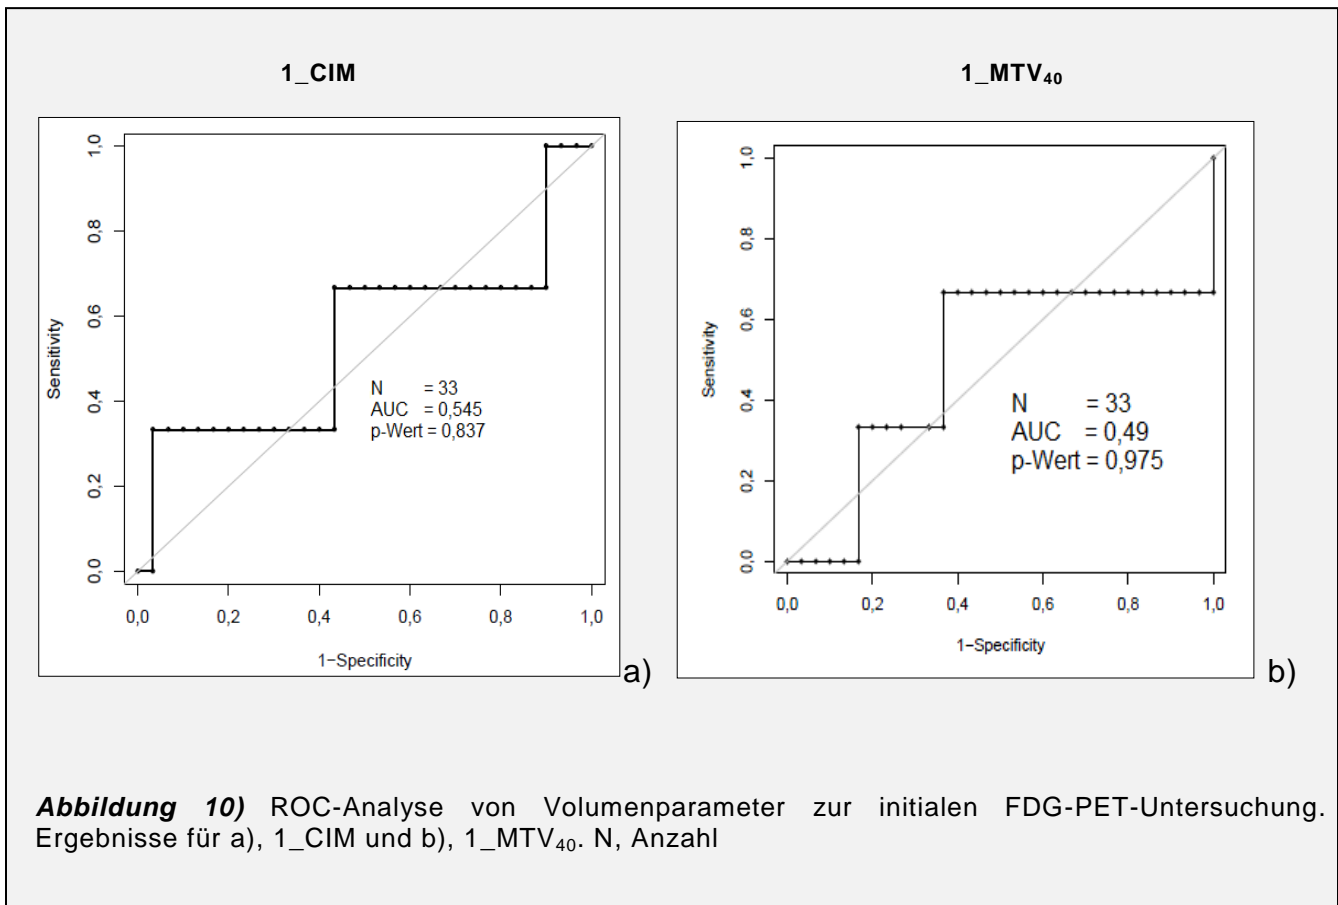 1_CIM
1_MTV₄₀
1,0
0,8
0,6
0,4
0,2
0,0
Sensitivity
N = 33
AUC = 0,545
p-Wert = 0,837
0,0 0,2 0,4 0,6 0,8 1,0
1−Specificity
a)
1,0
0,8
0,6
0,4
0,2
0,0
Sensitivity
N = 33
AUC = 0,49
p-Wert = 0,975
0,0 0,2 0,4 0,6 0,8 1,0
1−Specificity
b)
Abbildung 10) ROC-Analyse von Volumenparameter zur initialen FDG-PET-Untersuchung.
Ergebnisse für a), 1_CIM und b), 1_MTV₄₀. N, Anzahl